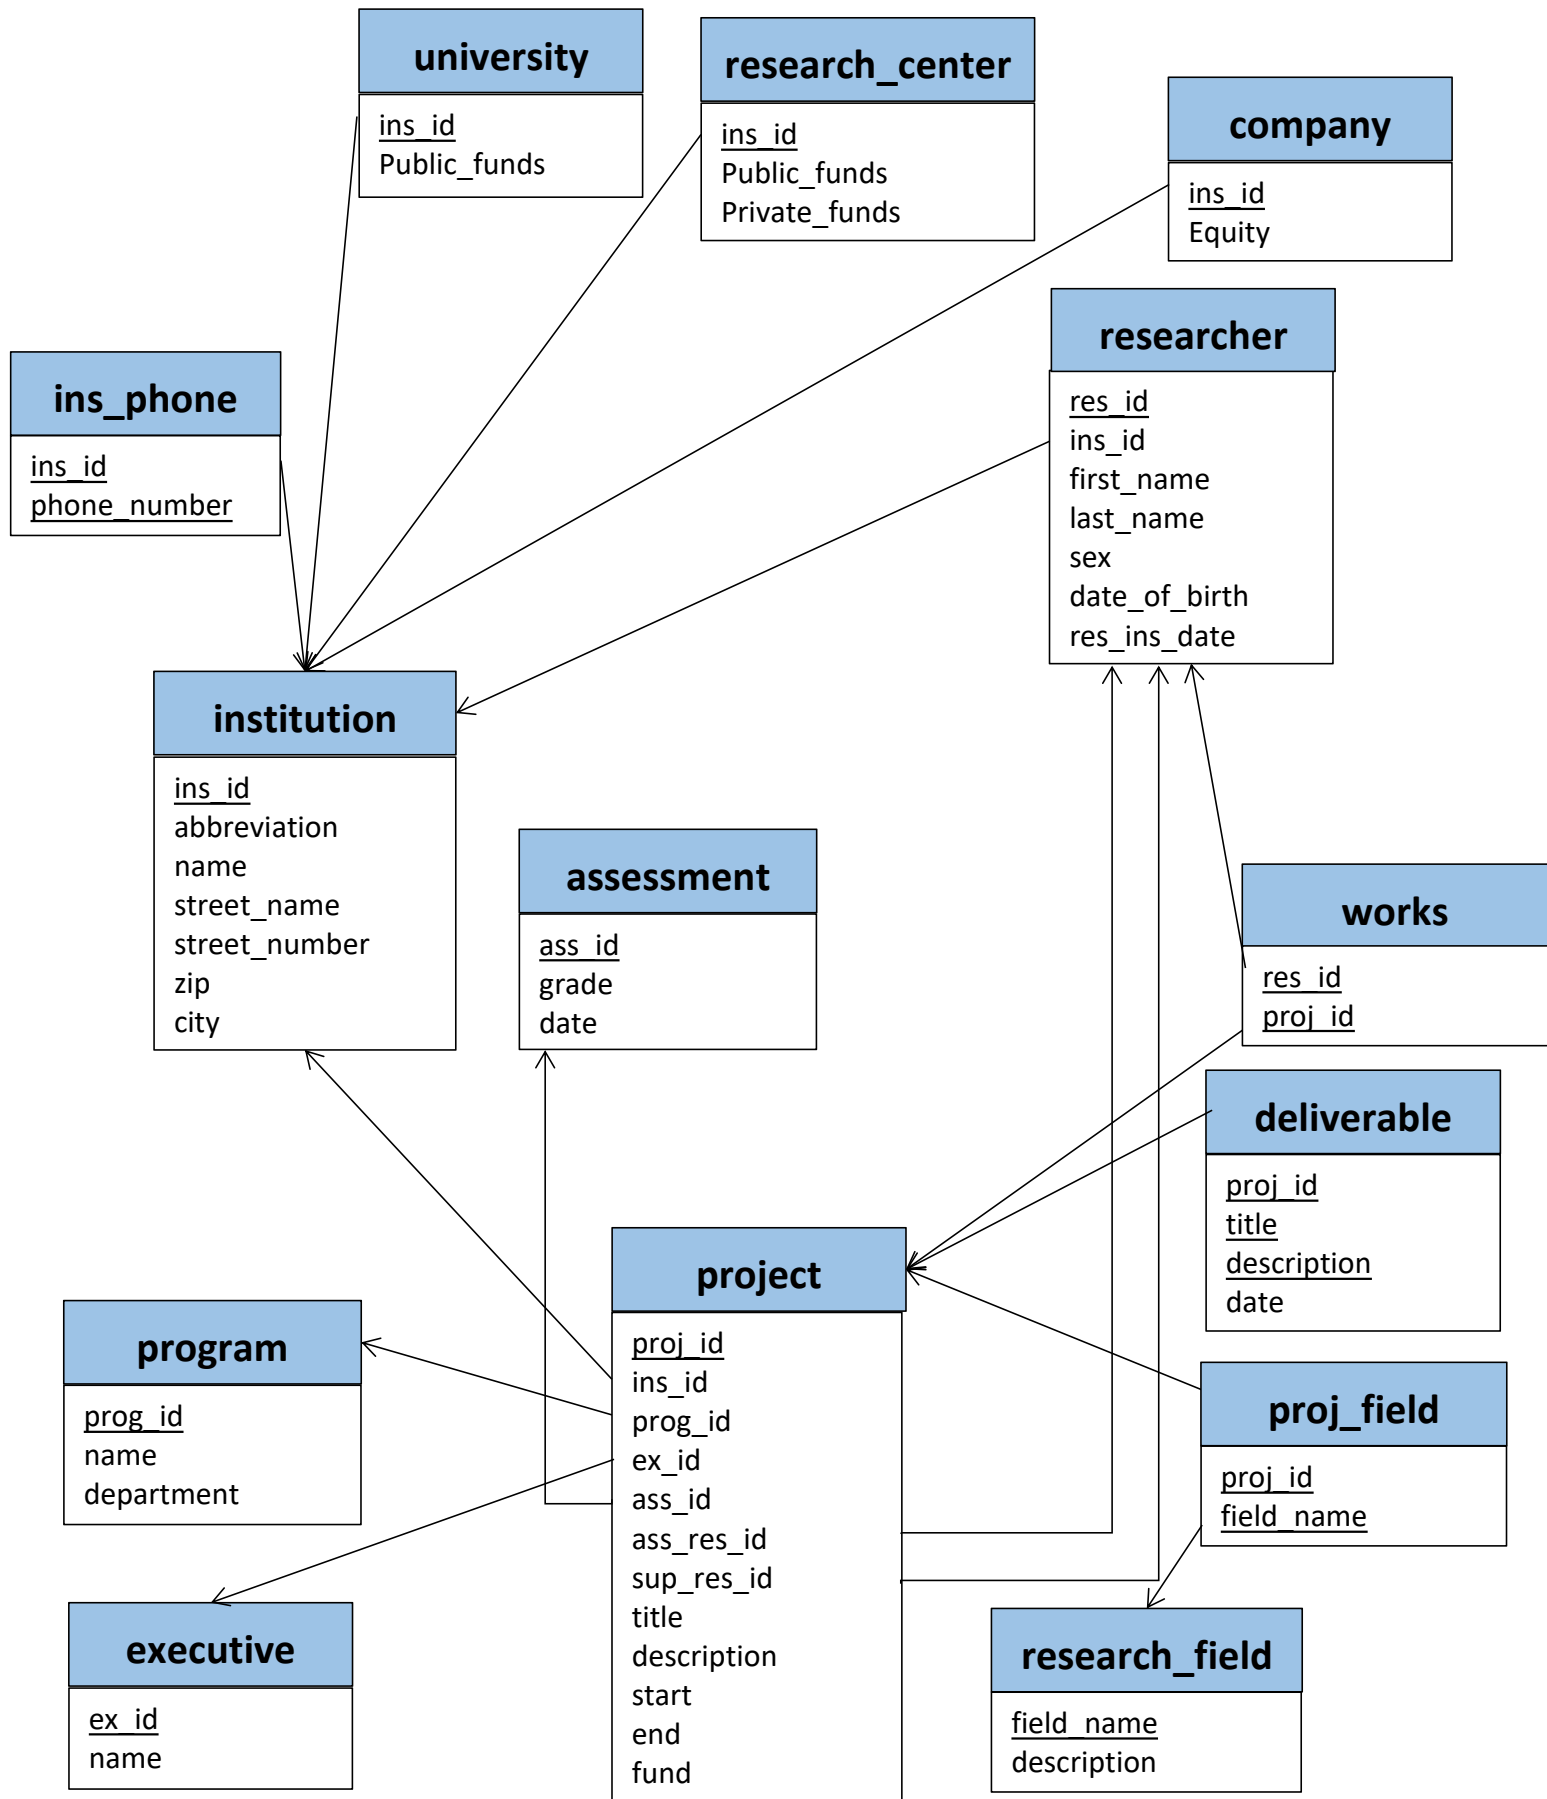 university
ins_id
Public_funds
research_center
ins_id
Public_funds
Private_funds
company
ins_id
Equity
researcher
res_id
ins_id
first_name
last_name
sex
date_of_birth
res_ins_date
ins_phone
ins_id
phone_number
institution
ins_id
abbreviation
name
street_name
street_number
zip
city
assessment
ass_id
grade
date
works
res_id
proj_id
deliverable
proj_id
title
description
date
project
proj_id
ins_id
prog_id
ex_id
ass_id
ass_res_id
sup_res_id
title
description
start
end
fund
program
prog_id
name
department
proj_field
proj_id
field_name
executive
ex_id
name
research_field
field_name
description